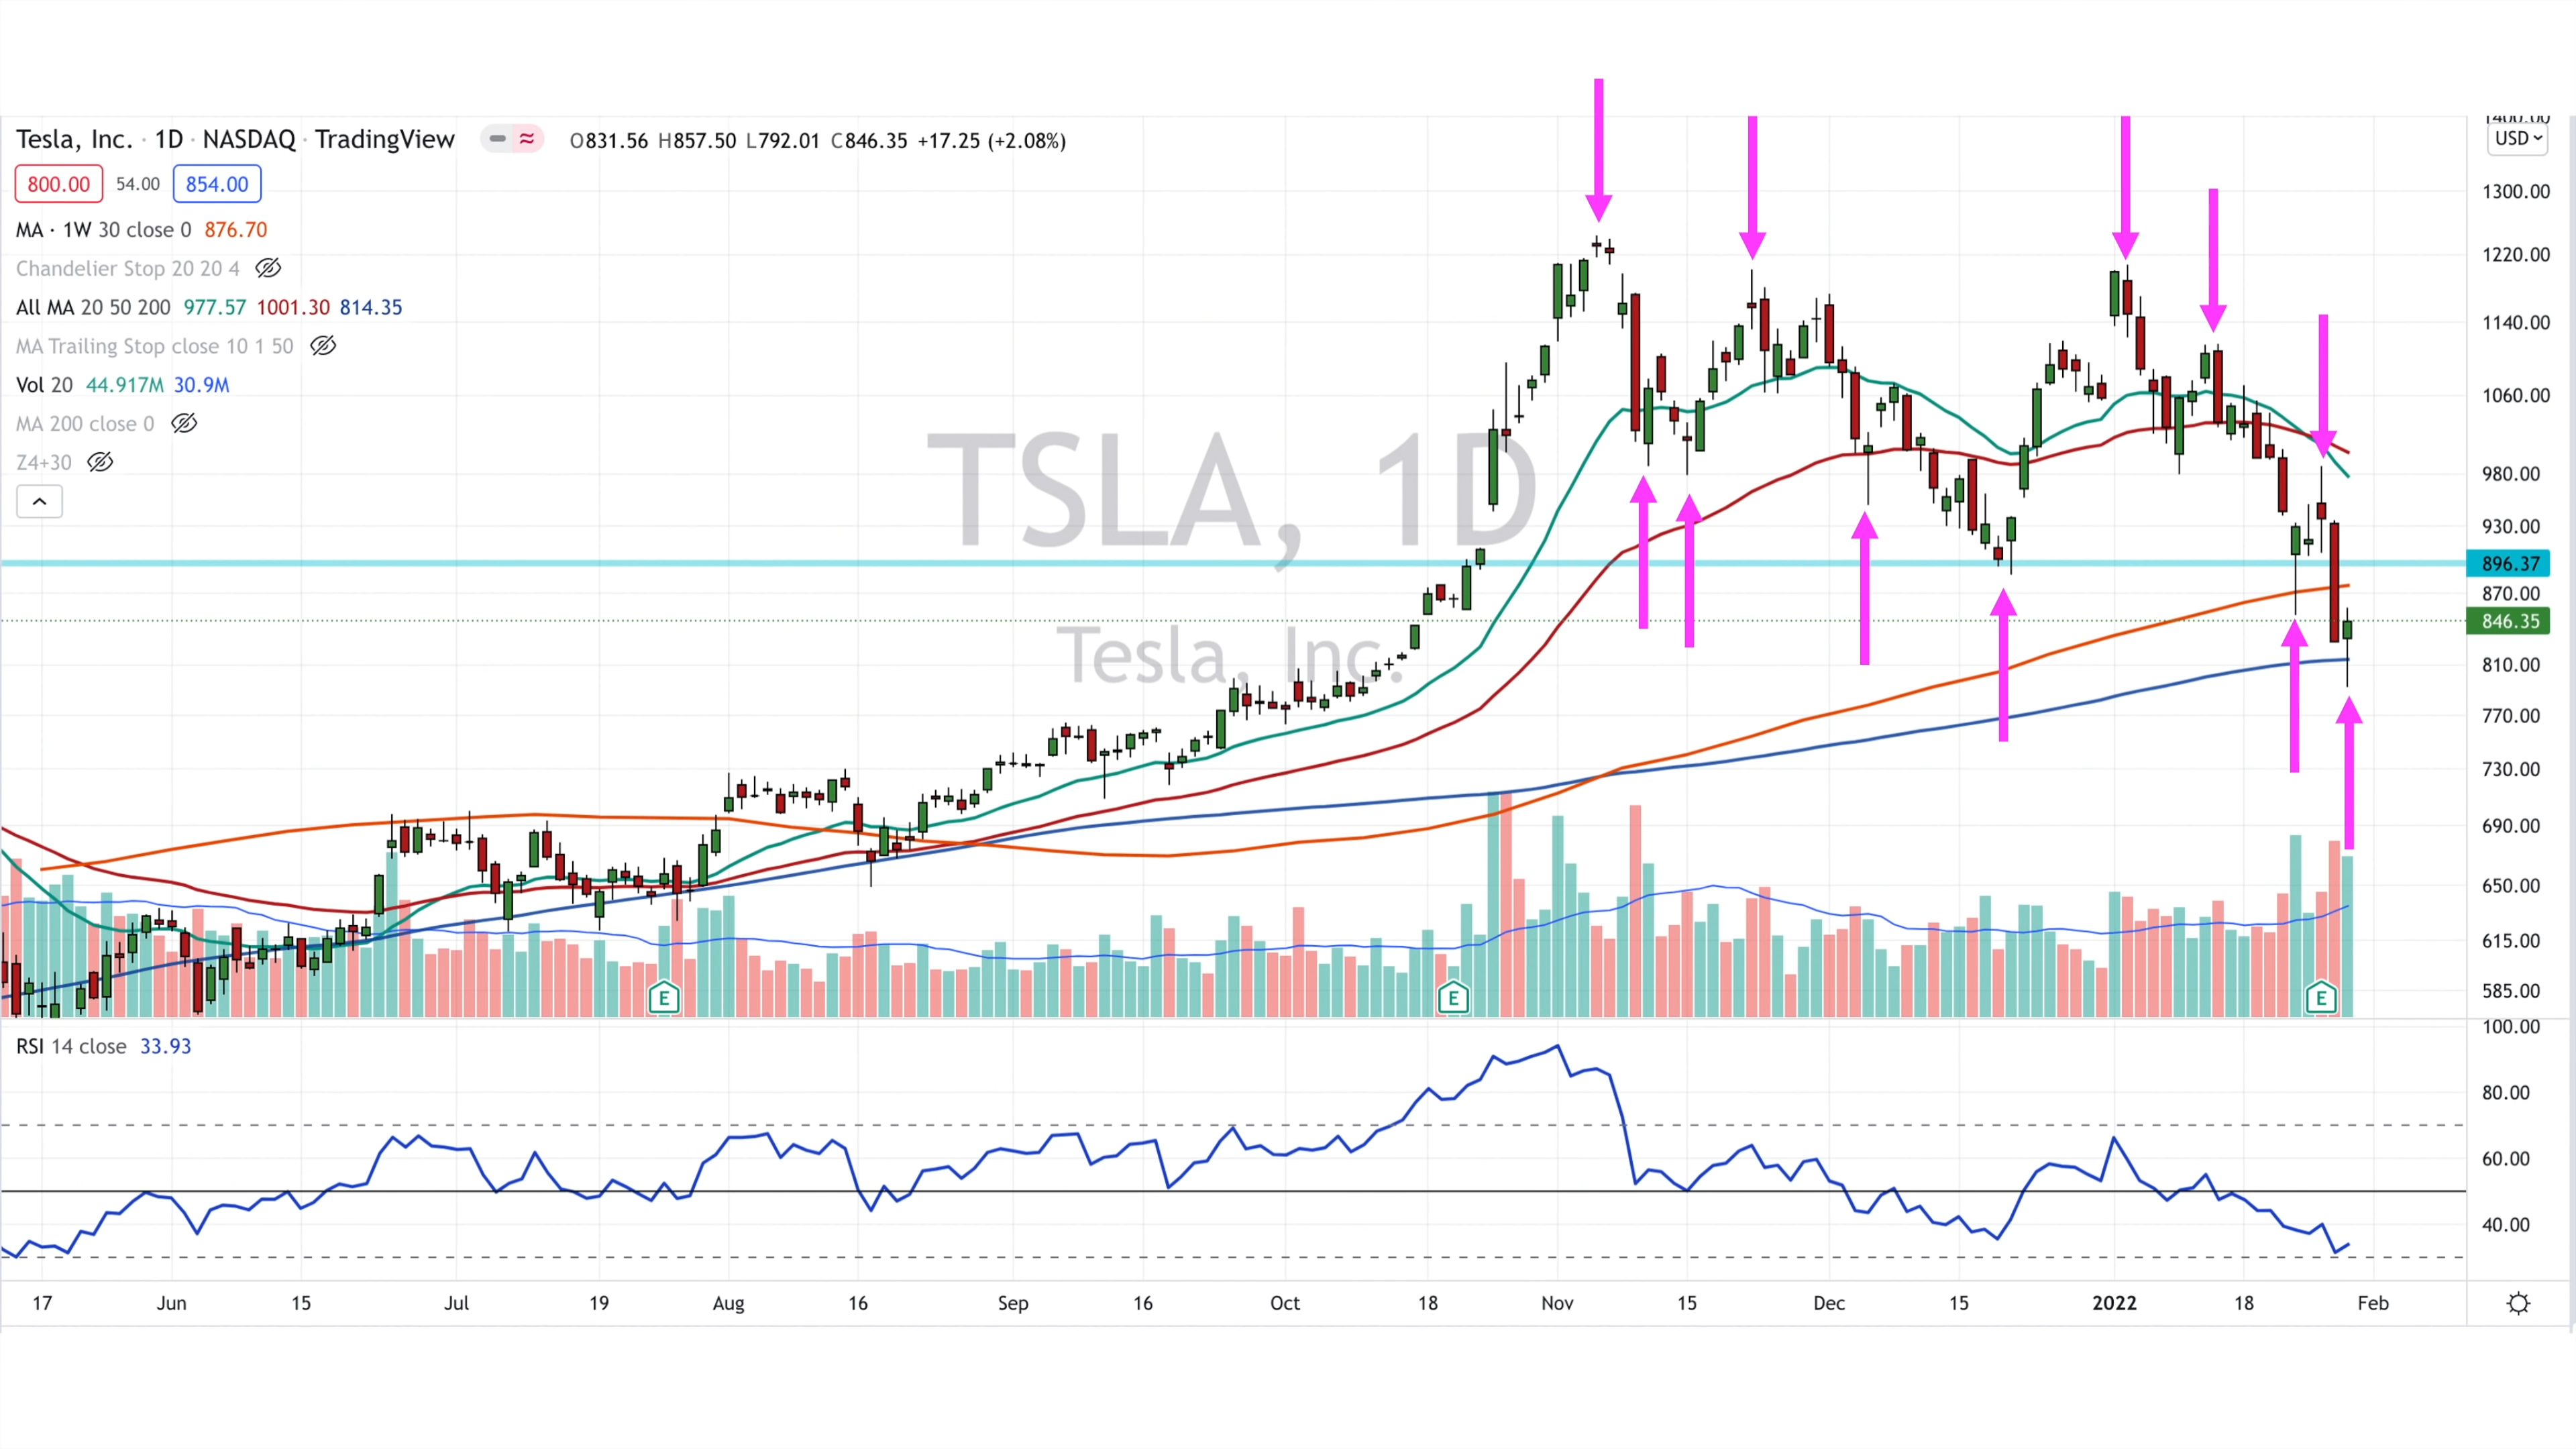 Tesla, Inc. · 1D · NASDAQ · TradingView O831.56 H857.50 L792.01 C846.35 +17.25 (+2.08%)
800.00 54.00 854.00
MA · 1W 30 close 0 876.70
Chandelier Stop 20 20 4
All MA 20 50 200 977.57 1001.30 814.35
MA Trailing Stop close 10 1 50
Vol 20 44.917M 30.9M
MA 200 close 0
Z4+30
TSLA, 1D
Tesla, Inc.
1400.00
USD
1300.00
1220.00
1140.00
1060.00
980.00
930.00
896.37
870.00
846.35
810.00
770.00
730.00
690.00
650.00
615.00
585.00
E E E
RSI 14 close 33.93
100.00
80.00
60.00
40.00
17 Jun 15 Jul 19 Aug 16 Sep 16 Oct 18 Nov 15 Dec 15 2022 18 Feb